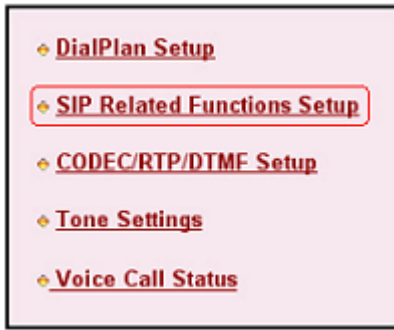 DialPlan Setup
SIP Related Functions Setup
CODEC/RTP/DTMF Setup
Tone Settings
Voice Call Status